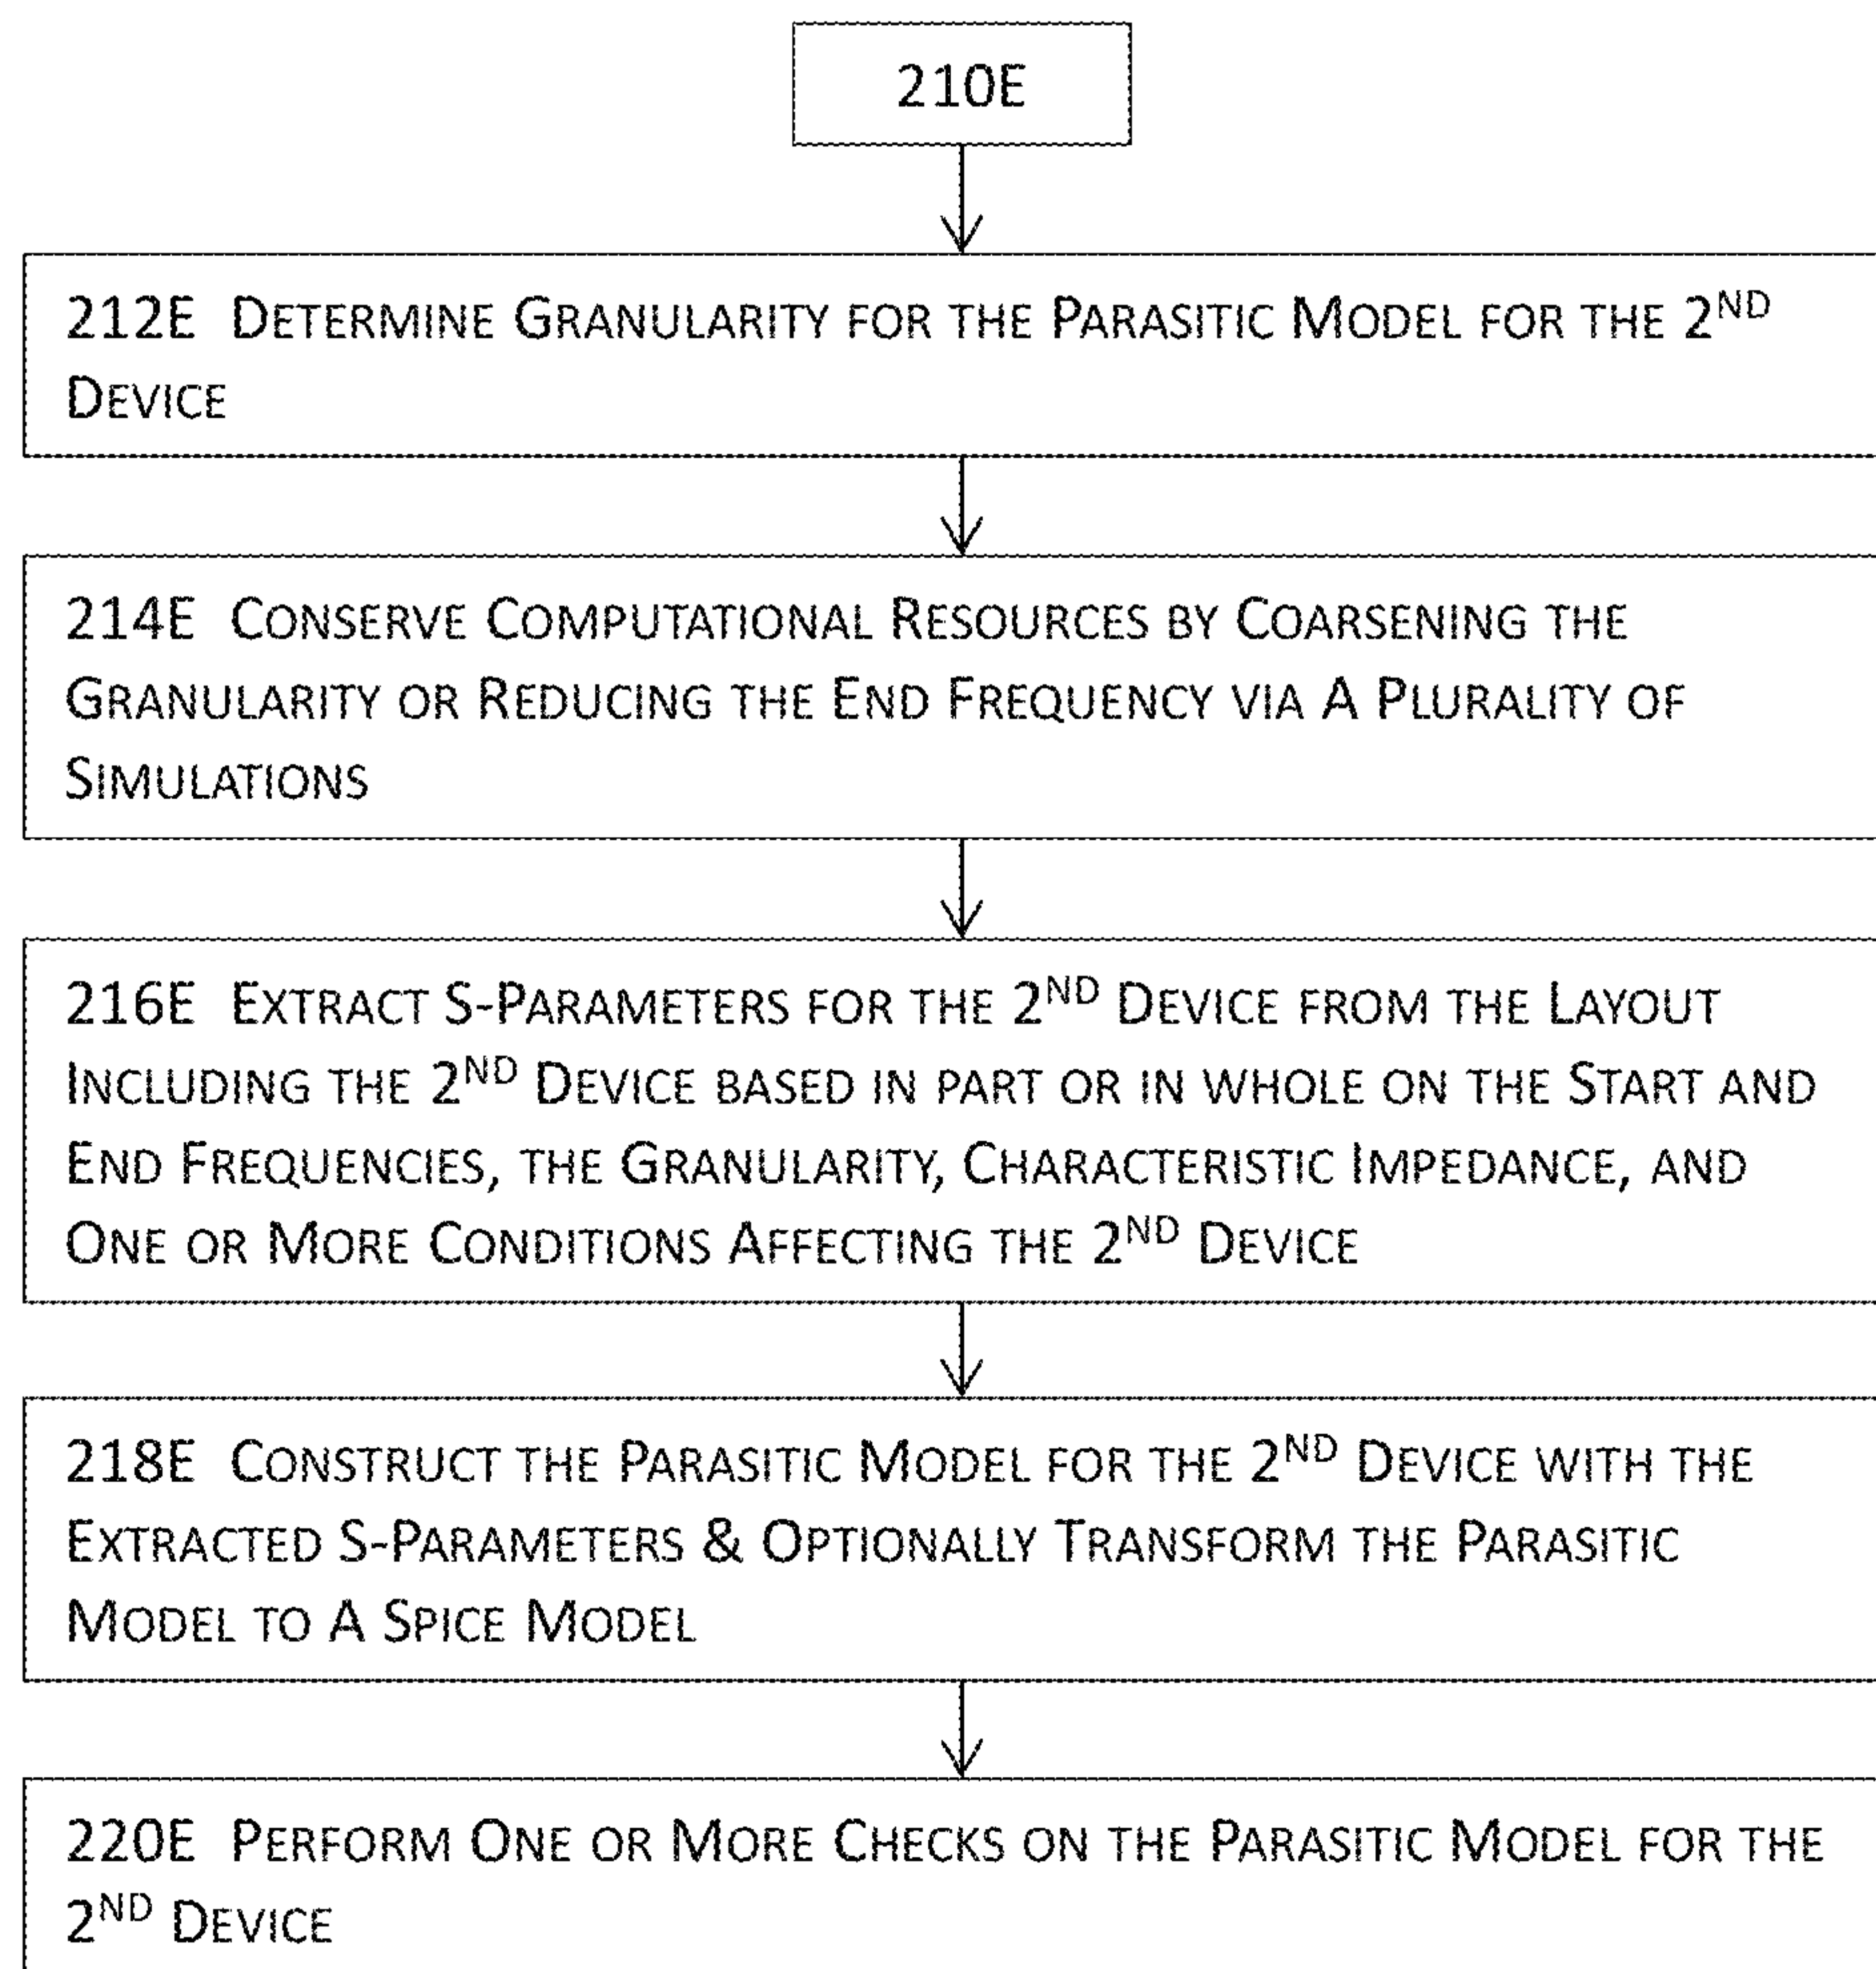 210E
212E Determine Granularity for the Parasitic Model for the 2ND
Device
214E Conserve Computational Resources by Coarsening the
Granularity or Reducing the End Frequency via A Plurality of
Simulations
216E Extract S-Parameters for the 2ND Device from the Layout
Including the 2ND Device based in part or in whole on the Start and
End Frequencies, the Granularity, Characteristic Impedance, and
One or More Conditions Affecting the 2ND Device
218E Construct the Parasitic Model for the 2ND Device with the
Extracted S-Parameters & Optionally Transform the Parasitic
Model to A Spice Model
220E Perform One or More Checks on the Parasitic Model for the
2ND Device